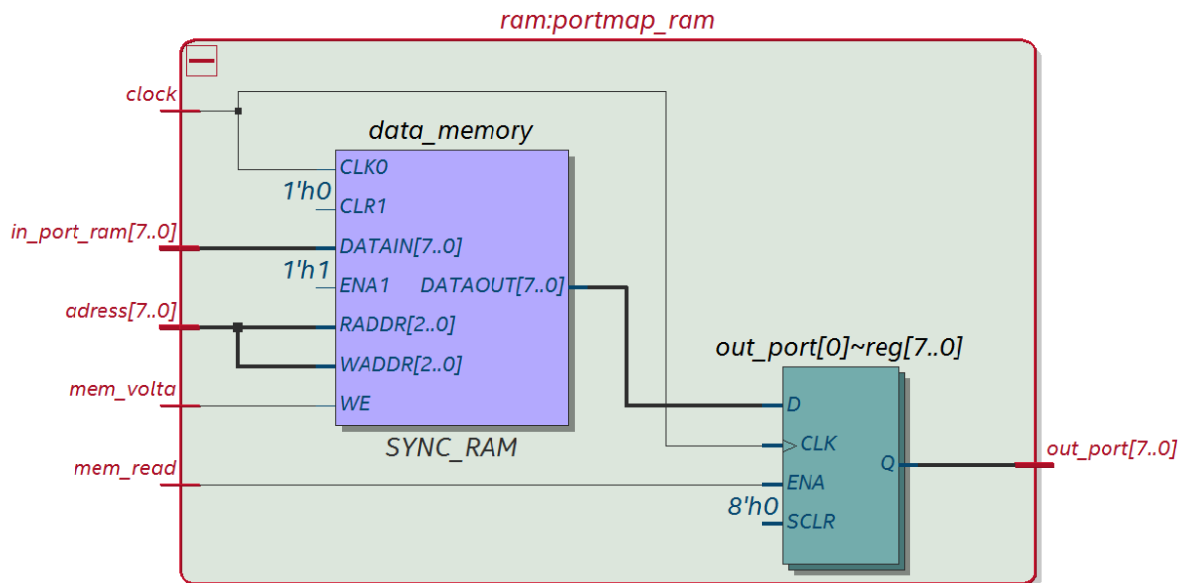 ram:portmap_ram
clock
data_memory
CLK0
1'h0
CLR1
in_port_ram[7..0]
DATAIN[7..0]
1'h1
ENA1
DATAOUT[7..0]
adress[7..0]
RADDR[2..0]
WADDR[2..0]
mem_volta
WE
SYNC_RAM
out_port[0]~reg[7..0]
D
CLK
mem_read
ENA
Q
out_port[7..0]
8'h0
SCLR